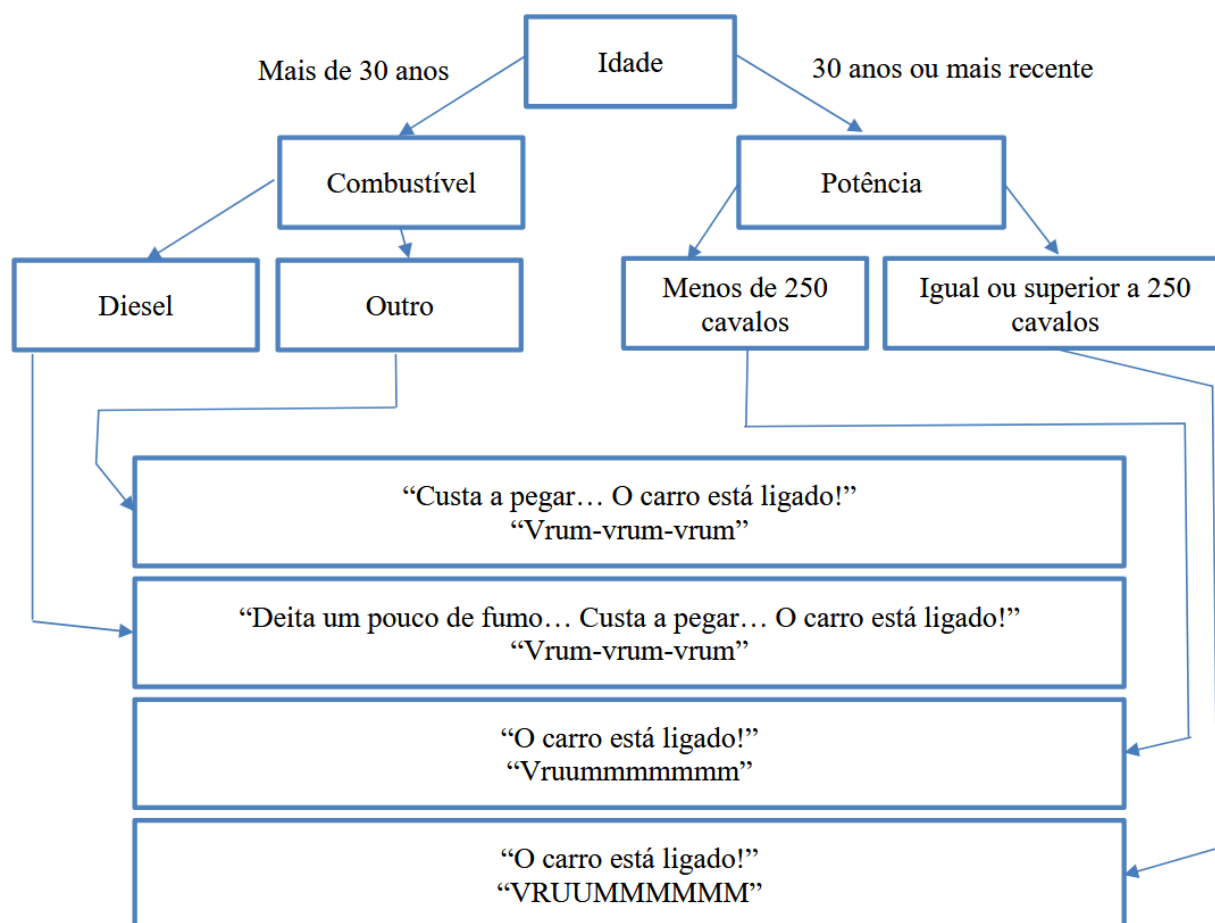 Idade
Mais de 30 anos
30 anos ou mais recente
Combustível
Potência
Diesel
Outro
Menos de 250
cavalos
Igual ou superior a 250
cavalos
“Custa a pegar… O carro está ligado!”
“Vrum-vrum-vrum”
“Deita um pouco de fumo… Custa a pegar… O carro está ligado!”
“Vrum-vrum-vrum”
“O carro está ligado!”
“Vruummmmmmm”
“O carro está ligado!”
“VRUUMMMMMM”